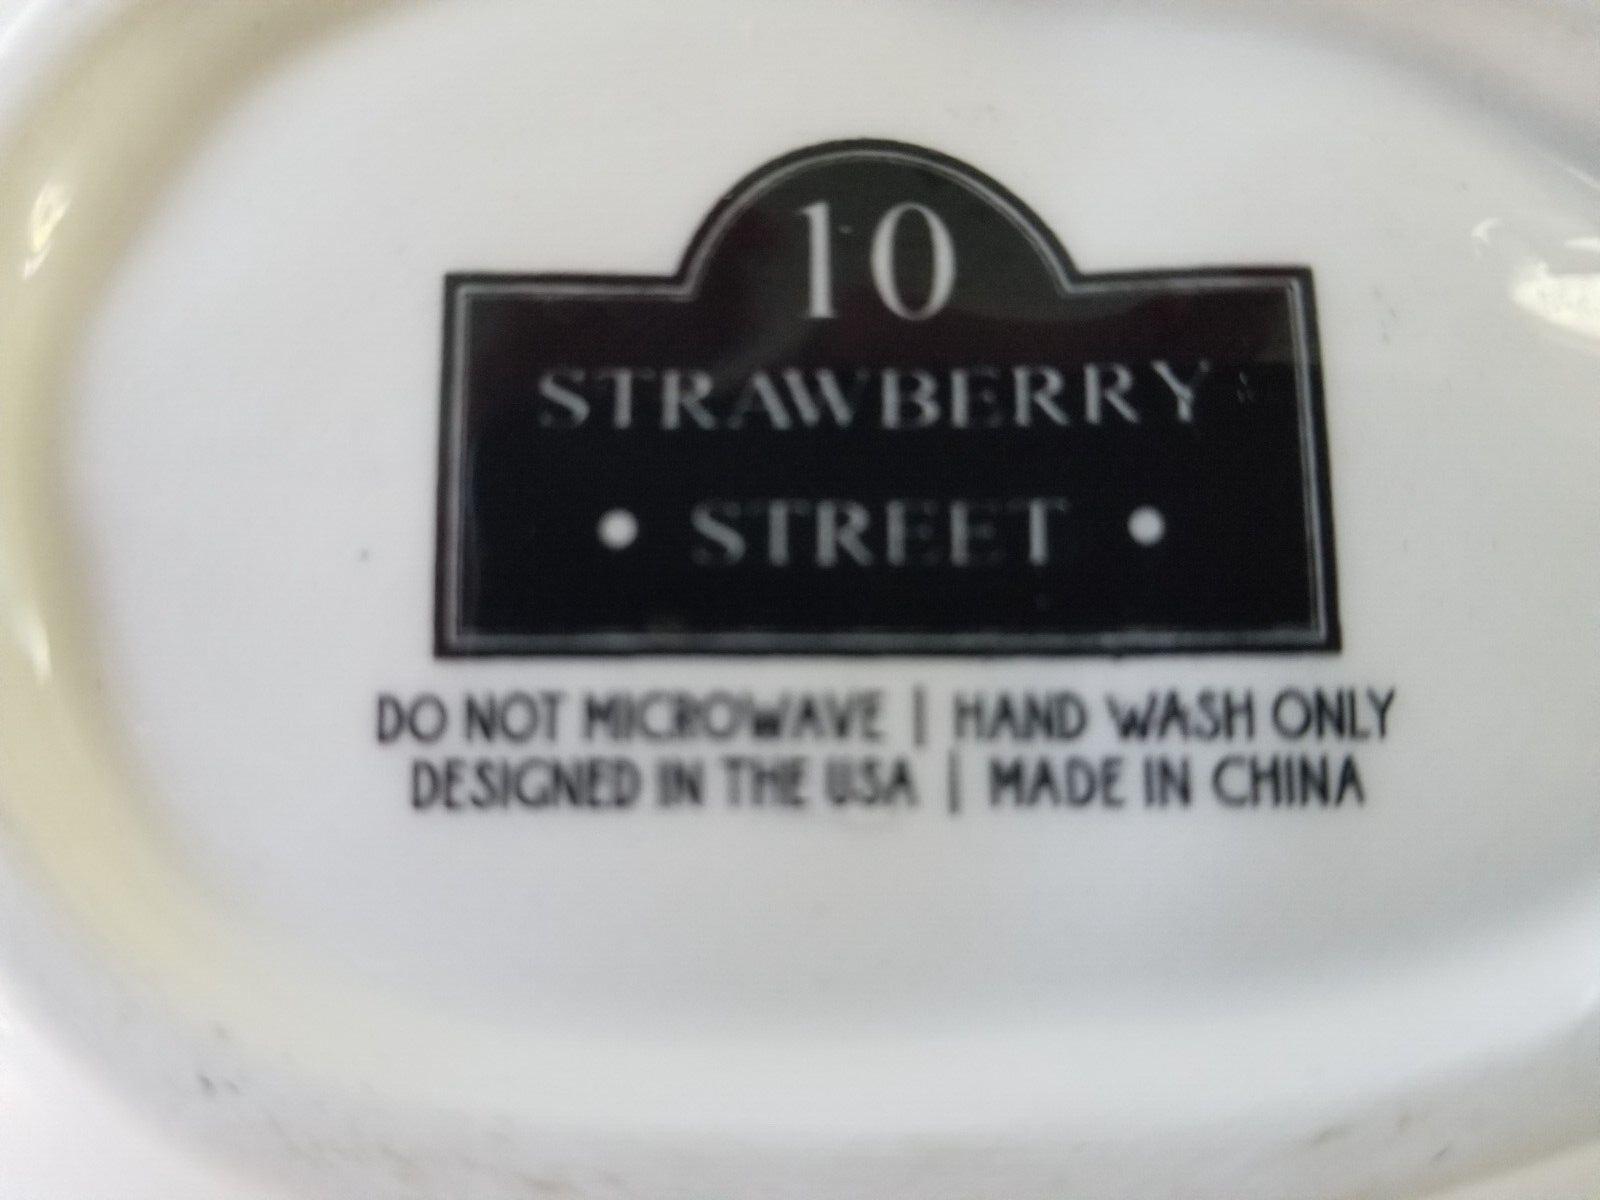 10
STRAWBERRY
• STREET •
DO NOT MICROWAVE | HAND WASH ONLY
DESIGNED IN THE USA | MADE IN CHINA